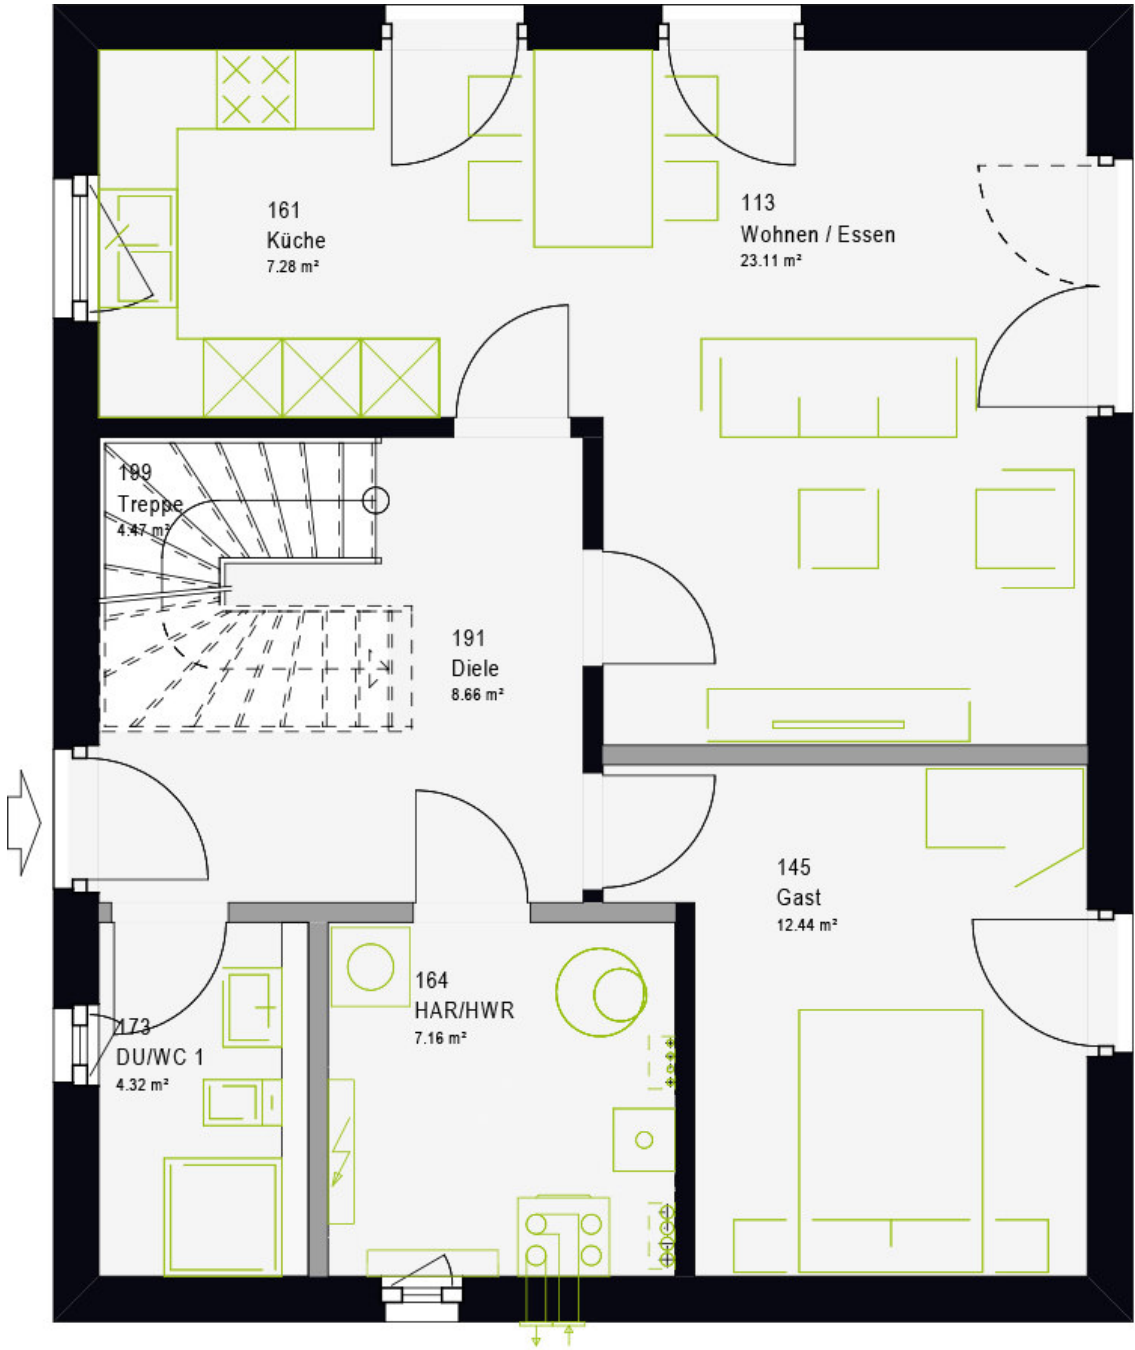 161
Küche
7.28 m²
113
Wohnen / Essen
23.11 m²
199
Treppe
4.47 m²
191
Diele
8.66 m²
145
Gast
12.44 m²
164
HAR/HWR
7.16 m²
173
DU/WC 1
4.32 m²